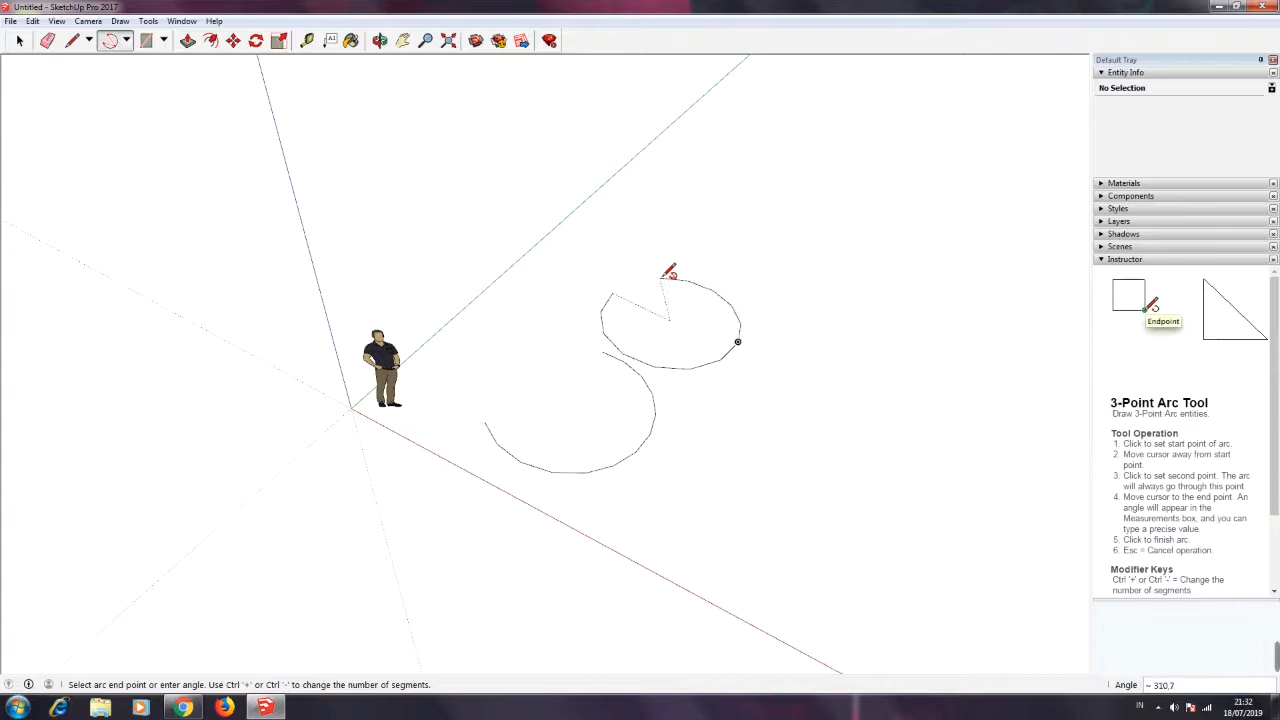 Untitled - SketchUp Pro 2017
File Edit View Camera Draw Tools Window Help
A1
Default Tray
Entity Info
No Selection
Materials
Components
Styles
Layers
Shadows
Scenes
Instructor
Endpoint
3-Point Arc Tool
Draw 3-Point Arc entities.
Tool Operation
1. Click to set start point of arc.
2. Move cursor away from start
point.
3. Click to set second point. The arc
will always go through this point
4. Move cursor to the end point. An
angle will appear in the
Measurements box, and you can
type a precise value.
5. Click to finish arc.
6. Esc = Cancel operation.
Modifier Keys
Ctrl '+' or Ctrl '-' = Change the
number of segments
Select arc end point or enter angle. Use Ctrl '+' or Ctrl '-' to change the number of segments.
Angle ~ 310,7
IN
21:32
18/07/2019